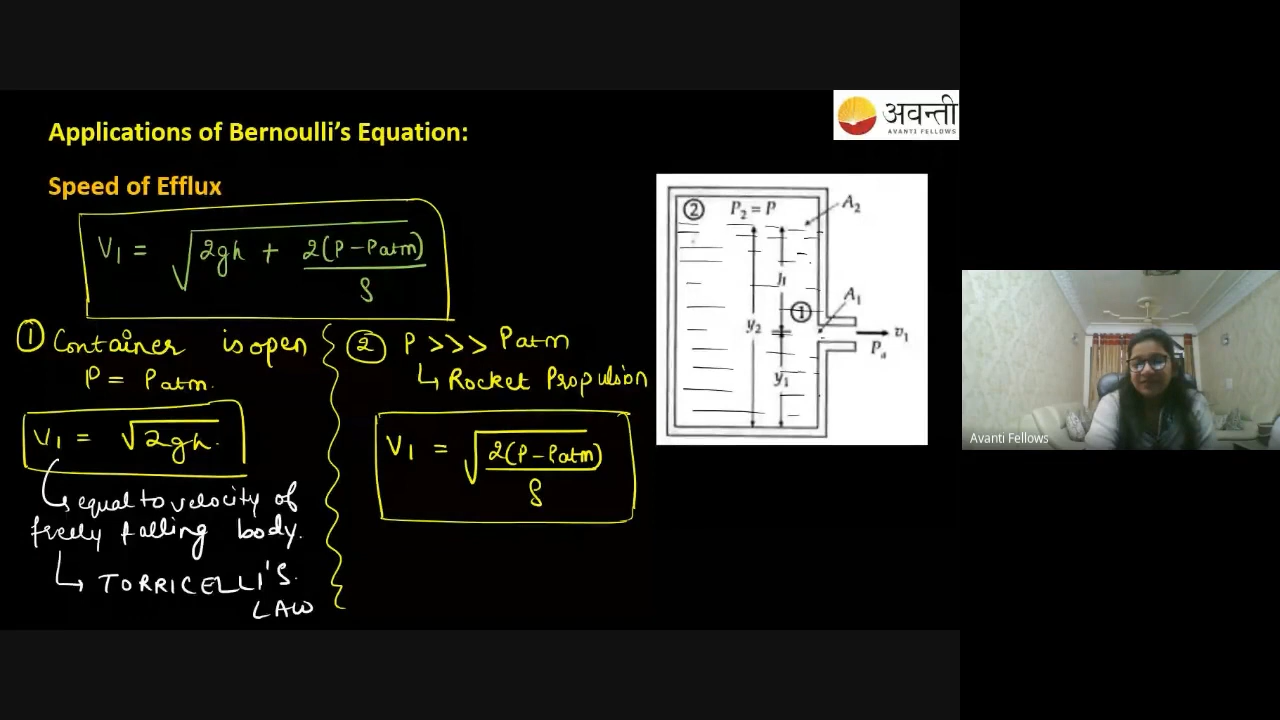 अवन्ती
AVANTI FELLOWS
Applications of Bernoulli's Equation:
Speed of Efflux
V₁ = √(2gh + 2(P - Patm)/ρ)
① Container is open
P = Patm.
V₁ = √2gh.
↳ equal to velocity of
freely falling body.
↳ TORRICELLI'S.
LAW
② P >>> Patm
↳ Rocket Propulsion
V₁ = √(2(P - Patm)/ρ)
② P₂ = P A₂
h
① A₁
y₂ v₁
Pₐ
y₁
Avanti Fellows